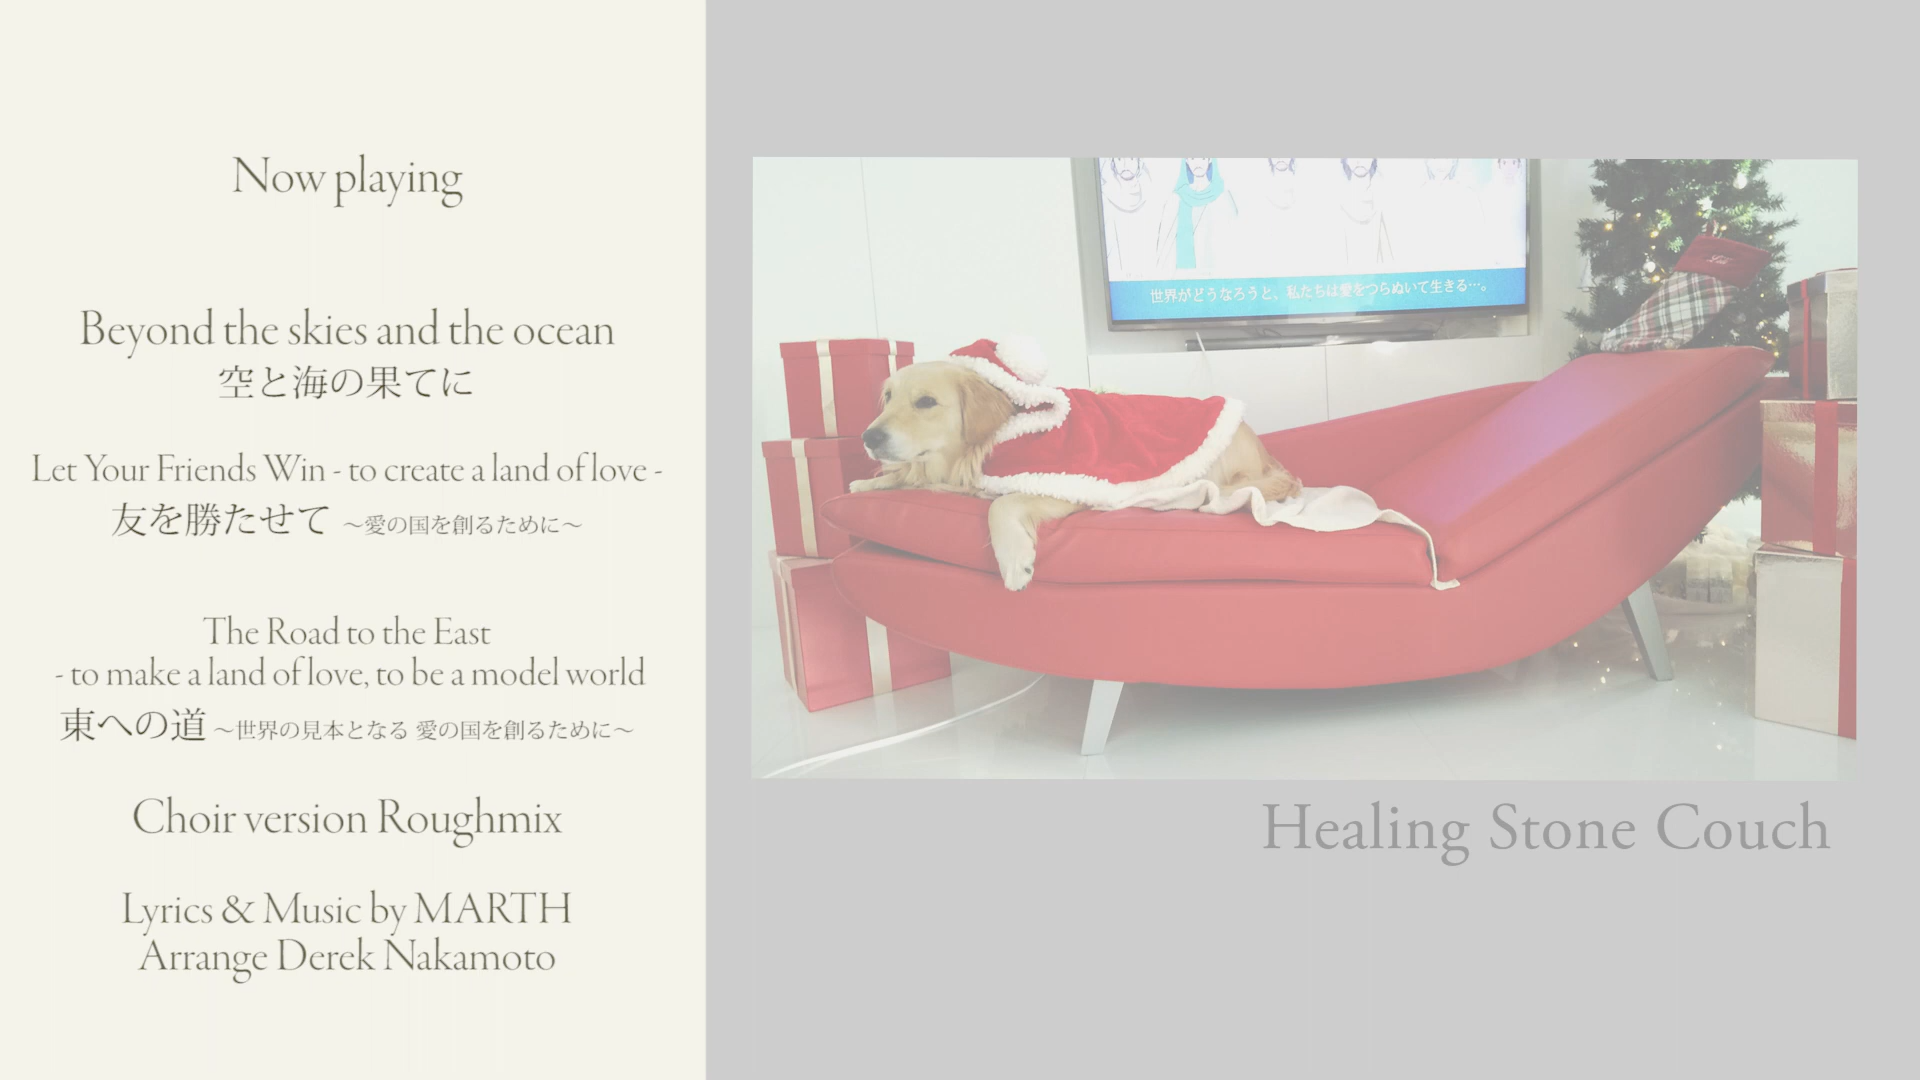 Now playing
Beyond the skies and the ocean
空と海の果てに
Let Your Friends Win - to create a land of love -
友を勝たせて ～愛の国を創るために～
The Road to the East
- to make a land of love, to be a model world
東への道 ～世界の見本となる 愛の国を創るために～
Choir version Roughmix
Lyrics & Music by MARTH
Arrange Derek Nakamoto
世界がどうなろうと、私たちは愛をつらぬいて生きる…。
Healing Stone Couch